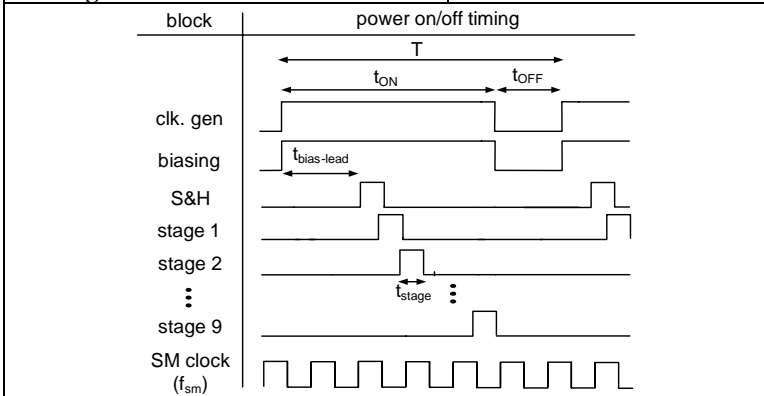 block power on/off timing
T
tON tOFF
clk. gen
biasing tbias-lead
S&H
stage 1
stage 2
tstage
stage 9
SM clock
(fsm)